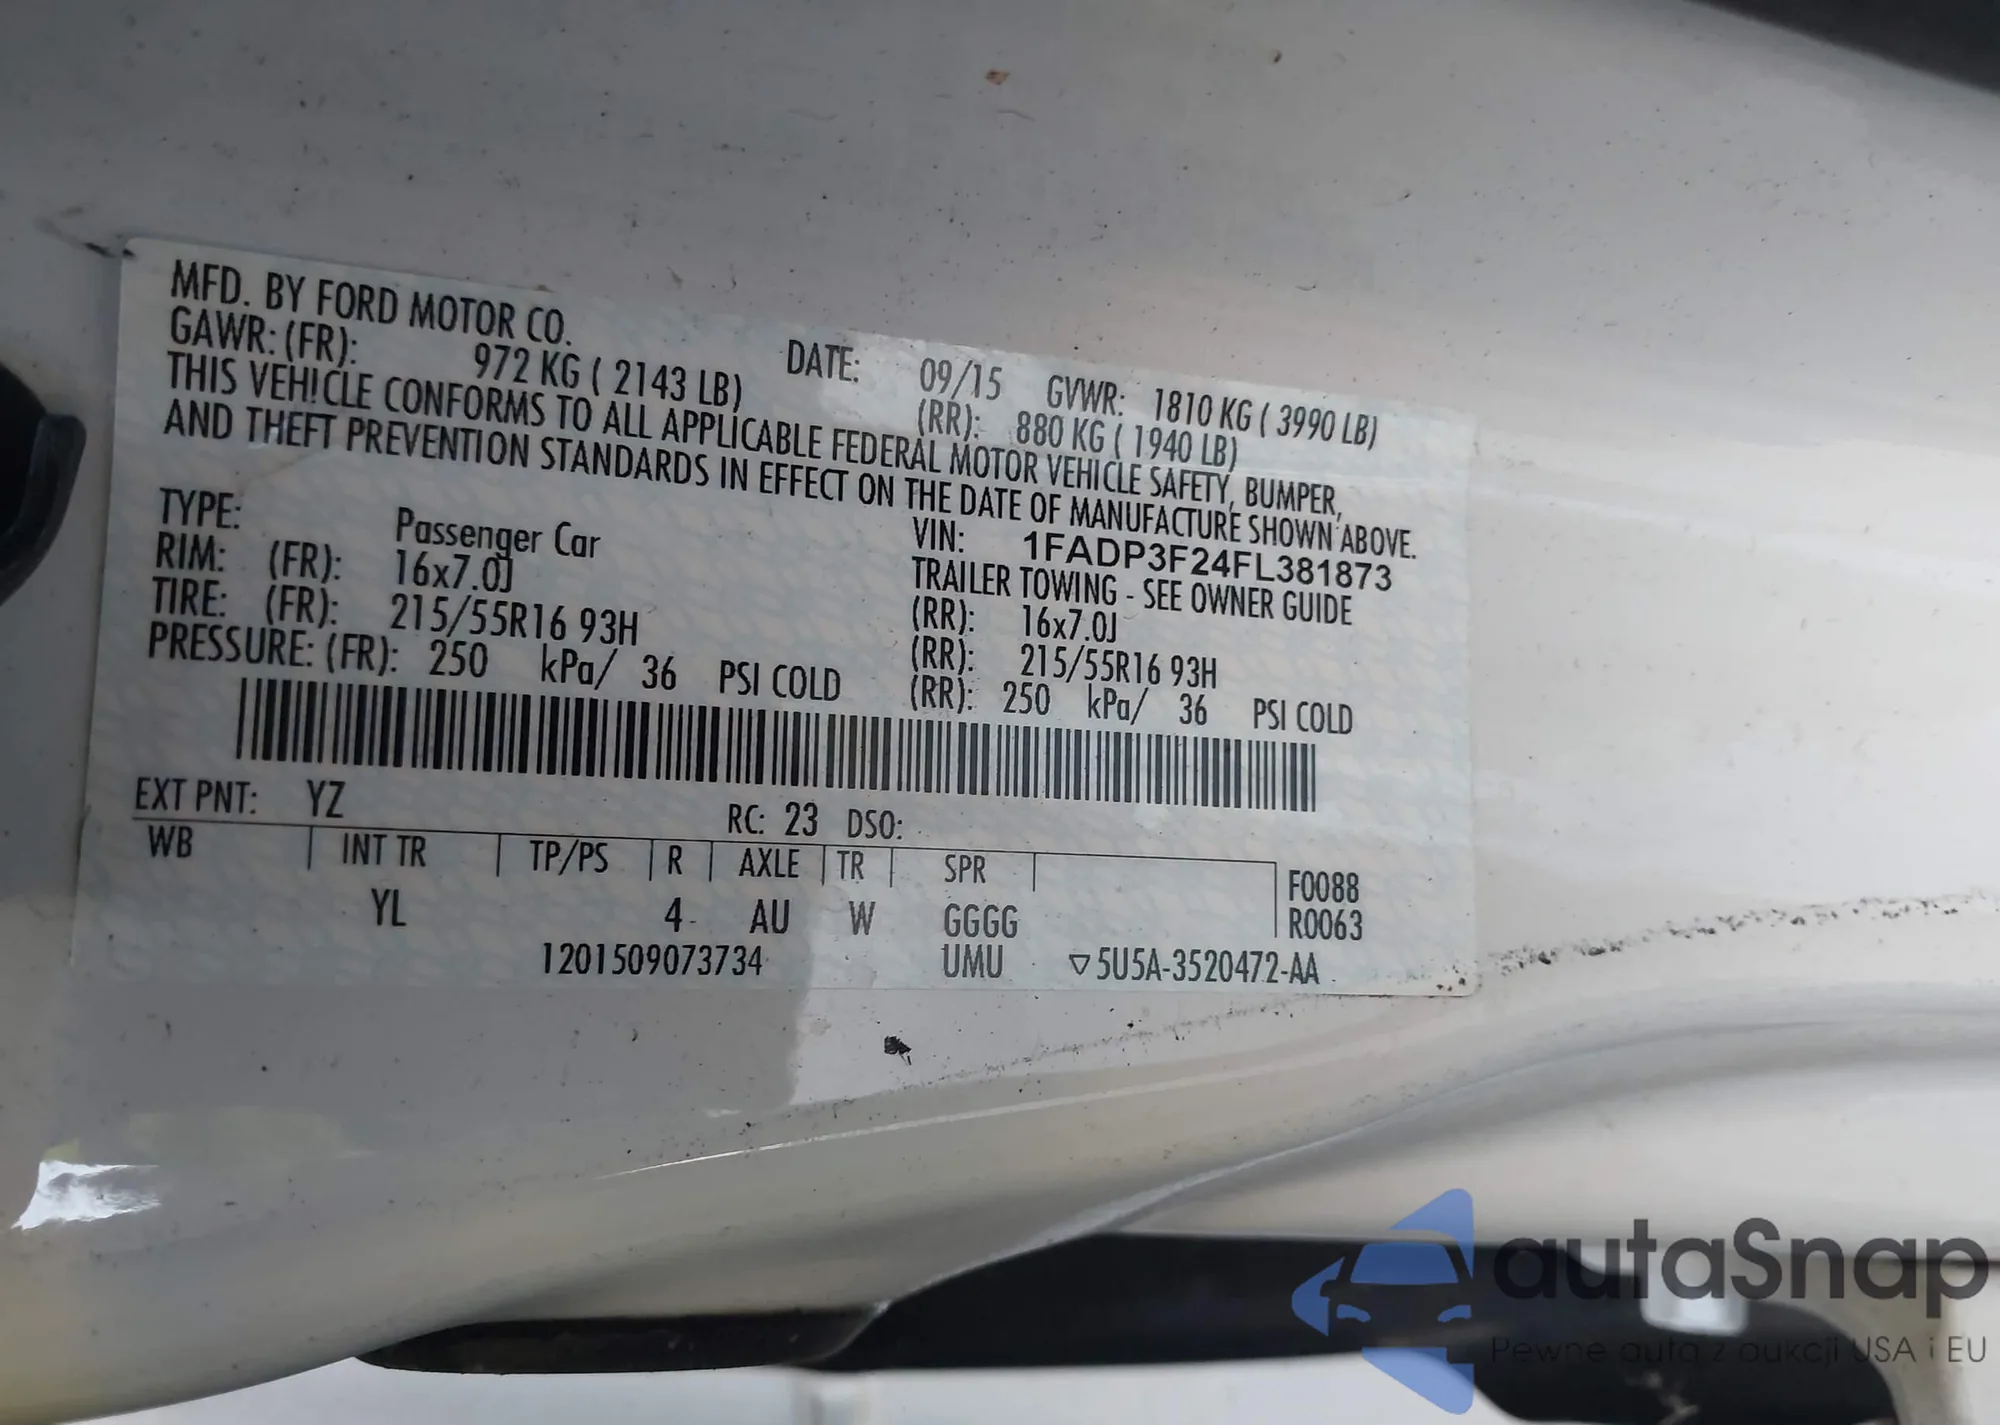 MFD. BY FORD MOTOR CO. DATE: 09/15 GVWR: 1810 KG ( 3990 LB)
GAWR: (FR): 972 KG ( 2143 LB) (RR): 880 KG ( 1940 LB)
THIS VEHICLE CONFORMS TO ALL APPLICABLE FEDERAL MOTOR VEHICLE SAFETY, BUMPER,
AND THEFT PREVENTION STANDARDS IN EFFECT ON THE DATE OF MANUFACTURE SHOWN ABOVE.
VIN: 1FADP3F24FL381873
TYPE: Passenger Car TRAILER TOWING - SEE OWNER GUIDE
RIM: (FR): 16x7.0J (RR): 16x7.0J
TIRE: (FR): 215/55R16 93H (RR): 215/55R16 93H
PRESSURE: (FR): 250 kPa/ 36 PSI COLD (RR): 250 kPa/ 36 PSI COLD
EXT PNT: YZ RC: 23 DSO:
WB INT TR TP/PS R AXLE TR SPR F0088
YL 4 AU W GGGG R0063
1201509073734 UMU ▽5U5A-3520472-AA
autaSnap
Pewne auta z aukcji USA i EU